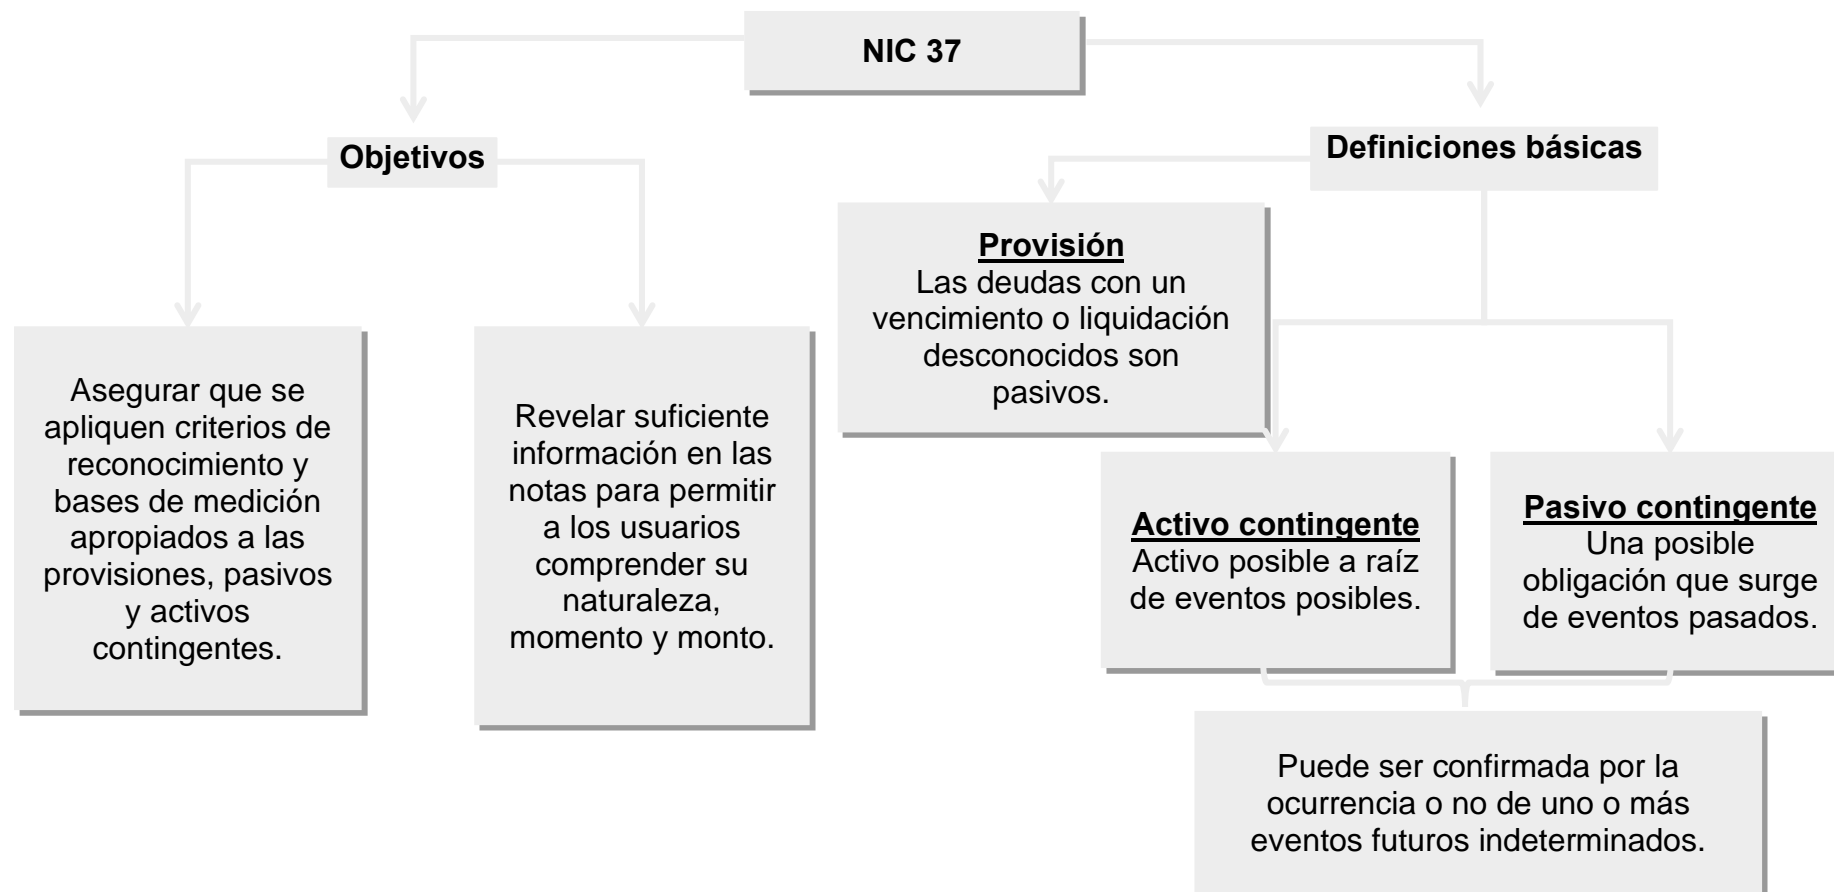 NIC 37
Objetivos
Definiciones básicas
Provisión
Las deudas con un
vencimiento o liquidación
desconocidos son
pasivos.
Asegurar que se
apliquen criterios de
reconocimiento y
bases de medición
apropiados a las
provisiones, pasivos
y activos
contingentes.
Revelar suficiente
información en las
notas para permitir
a los usuarios
comprender su
naturaleza,
momento y monto.
Activo contingente
Activo posible a raíz
de eventos posibles.
Pasivo contingente
Una posible
obligación que surge
de eventos pasados.
Puede ser confirmada por la
ocurrencia o no de uno o más
eventos futuros indeterminados.